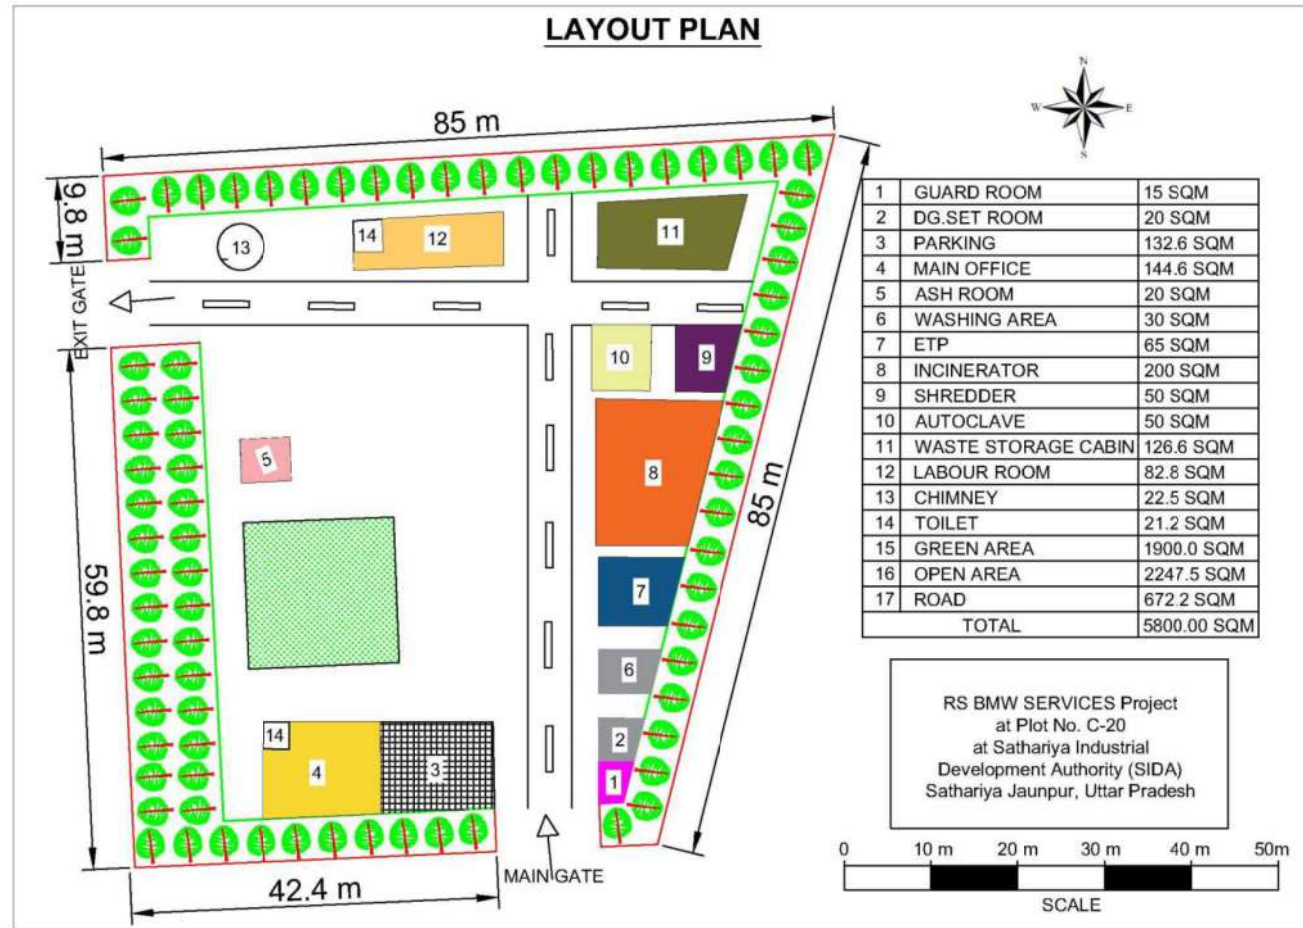 LAYOUT PLAN
N
W E
S
85 m
9.8 m
EXIT GATE
59.8 m
42.4 m
MAIN GATE
85 m
13
14
12
11
10
9
5
8
7
6
14
4
3
2
1
1 GUARD ROOM 15 SQM
2 DG.SET ROOM 20 SQM
3 PARKING 132.6 SQM
4 MAIN OFFICE 144.6 SQM
5 ASH ROOM 20 SQM
6 WASHING AREA 30 SQM
7 ETP 65 SQM
8 INCINERATOR 200 SQM
9 SHREDDER 50 SQM
10 AUTOCLAVE 50 SQM
11 WASTE STORAGE CABIN 126.6 SQM
12 LABOUR ROOM 82.8 SQM
13 CHIMNEY 22.5 SQM
14 TOILET 21.2 SQM
15 GREEN AREA 1900.0 SQM
16 OPEN AREA 2247.5 SQM
17 ROAD 672.2 SQM
TOTAL 5800.00 SQM
RS BMW SERVICES Project
at Plot No. C-20
at Sathariya Industrial
Development Authority (SIDA)
Sathariya Jaunpur, Uttar Pradesh
0 10 m 20 m 30 m 40 m 50m
SCALE